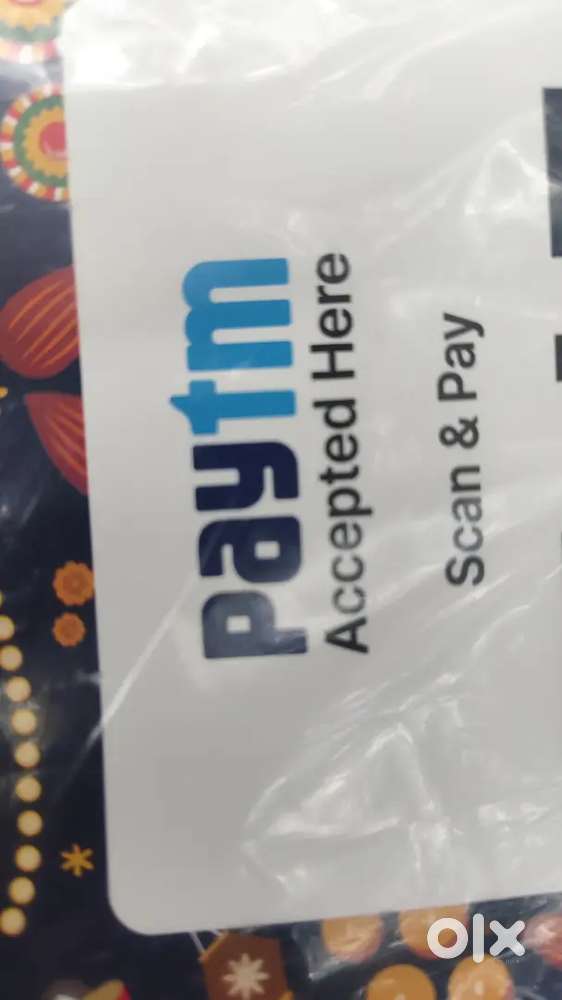 paytm
Accepted Here
Scan & Pay
olx